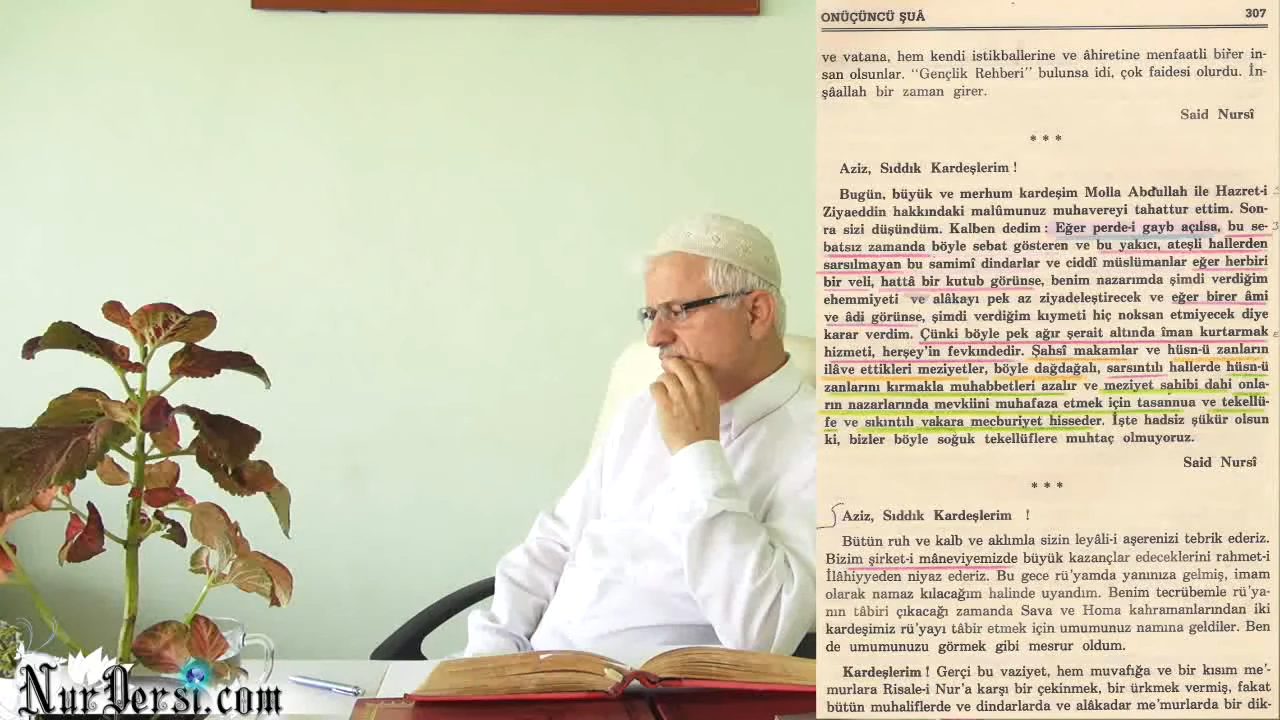 ONÜÇÜNCÜ ŞUÂ 307
ve vatana, hem kendi istikballerine ve âhiretine menfaatli birer in-
san olsunlar. "Gençlik Rehberi" bulunsa idi, çok faidesi olurdu. İn-
şâallah bir zaman girer.
Said Nursî
* * *
Aziz, Sıddık Kardeşlerim !
Bugün, büyük ve merhum kardeşim Molla Abdullah ile Hazret-i
Ziyaeddin hakkındaki malûmunuz muhavereyi tahattur ettim. Son-
ra sizi düşündüm. Kalben dedim : Eğer perde-i gayb açılsa, bu se-
batsız zamanda böyle sebat gösteren ve bu yakıcı, ateşli hallerden
sarsılmayan bu samimî dindarlar ve ciddî müslümanlar eğer herbiri
bir veli, hattâ bir kutub görünse, benim nazarımda şimdi verdiğim
ehemmiyeti ve alâkayı pek az ziyadeleştirecek ve eğer birer âmi
ve âdi görünse, şimdi verdiğim kıymeti hiç noksan etmiyecek diye
karar verdim. Çünki böyle pek ağır şerait altında îman kurtarmak
hizmeti, herşey'in fevkındedir. Şahsî makamlar ve hüsn-ü zanların
ilâve ettikleri meziyetler, böyle dağdağalı, sarsıntılı hallerde hüsn-ü
zanlarını kırmakla muhabbetleri azalır ve meziyet sahibi dahi onla-
rın nazarlarında mevkiini muhafaza etmek için tasannua ve tekellü-
fe ve sıkıntılı vakara mecburiyet hisseder. İşte hadsiz şükür olsun
ki, bizler böyle soğuk tekellüflere muhtaç olmuyoruz.
Said Nursî
* * *
Aziz, Sıddık Kardeşlerim !
Bütün ruh ve kalb ve aklımla sizin leyâli-i aşerenizi tebrik ederiz.
Bizim şirket-i mâneviyemizde büyük kazançlar edeceklerini rahmet-i
İlâhiyyeden niyaz ederiz. Bu gece rü'yamda yanınıza gelmiş, imam
olarak namaz kılacağım halinde uyandım. Benim tecrübemle rü'ya-
nın tâbiri çıkacağı zamanda Sava ve Homa kahramanlarından iki
kardeşimiz rü'yayı tâbir etmek için umumunuz namına geldiler. Ben
de umumunuzu görmek gibi mesrur oldum.
Kardeşlerim ! Gerçi bu vaziyet, hem muvafığa ve bir kısım me'-
murlara Risale-i Nur'a karşı bir çekinmek, bir ürkmek vermiş, fakat
bütün muhaliflerde ve dindarlarda ve alâkadar me'murlarda bir dik-
NurDersi.com